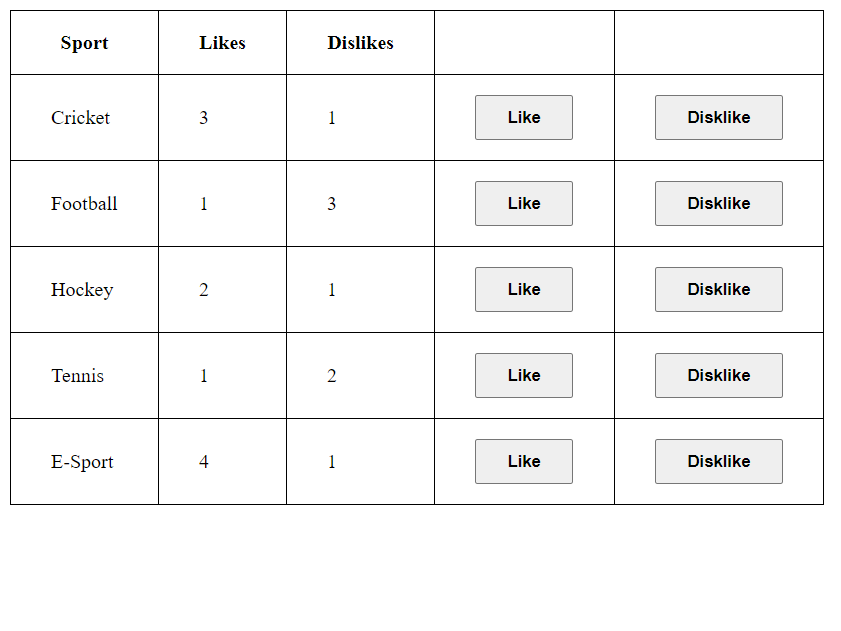 Sport Likes Dislikes
Cricket 3 1 Like Disklike
Football 1 3 Like Disklike
Hockey 2 1 Like Disklike
Tennis 1 2 Like Disklike
E-Sport 4 1 Like Disklike